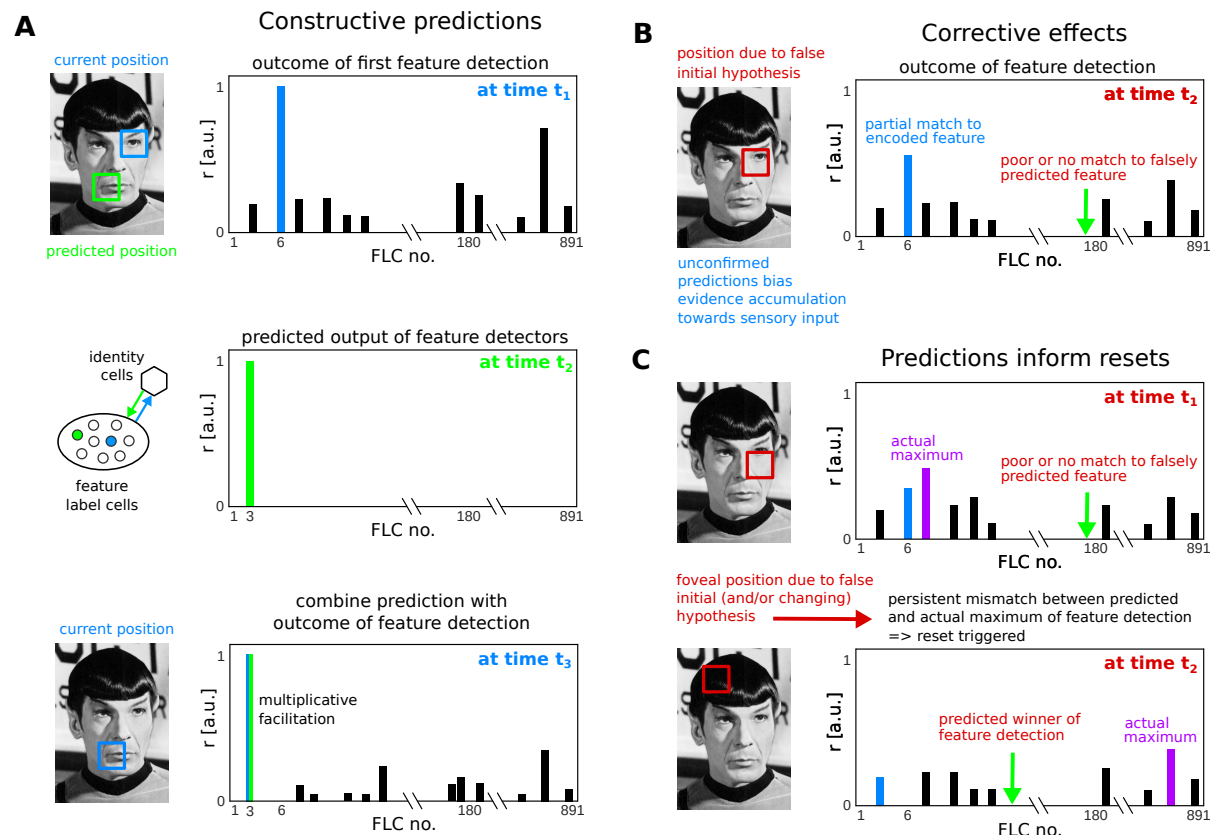 A
Constructive predictions
current position
outcome of first feature detection
at time t1
r [a.u.]
1
0
1
6
180
891
FLC no.
predicted position
predicted output of feature detectors
at time t2
identity
cells
feature
label cells
r [a.u.]
1
0
1
3
180
891
FLC no.
combine prediction with
outcome of feature detection
current position
at time t3
multiplicative
facilitation
r [a.u.]
1
0
1
3
6
180
891
FLC no.
B
Corrective effects
position due to false
initial hypothesis
outcome of feature detection
at time t2
partial match to
encoded feature
poor or no match to falsely
predicted feature
r [a.u.]
1
0
1
6
180
891
FLC no.
unconfirmed
predictions bias
evidence accumulation
towards sensory input
C
Predictions inform resets
at time t1
actual
maximum
poor or no match to falsely
predicted feature
r [a.u.]
1
0
1
6
180
891
FLC no.
foveal position due to false
initial (and/or changing)
hypothesis
persistent mismatch between predicted
and actual maximum of feature detection
=> reset triggered
at time t2
predicted winner of
feature detection
actual
maximum
r [a.u.]
1
0
1
6
180
891
FLC no.